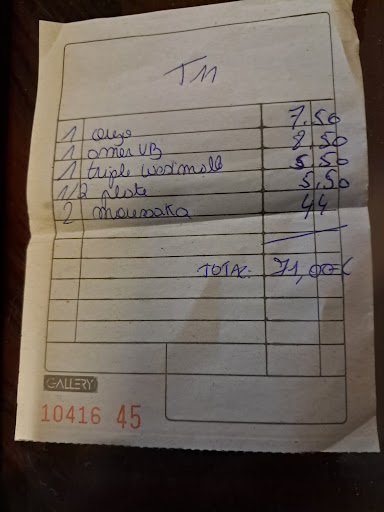 T11
1 ouzo 7.50
1 omer VB 8,50
1 triple Westmalle 5,50
1/2 plate 5,50
2 moussaka 44
TOTAL: 71,00€
GALLERY
10416 45